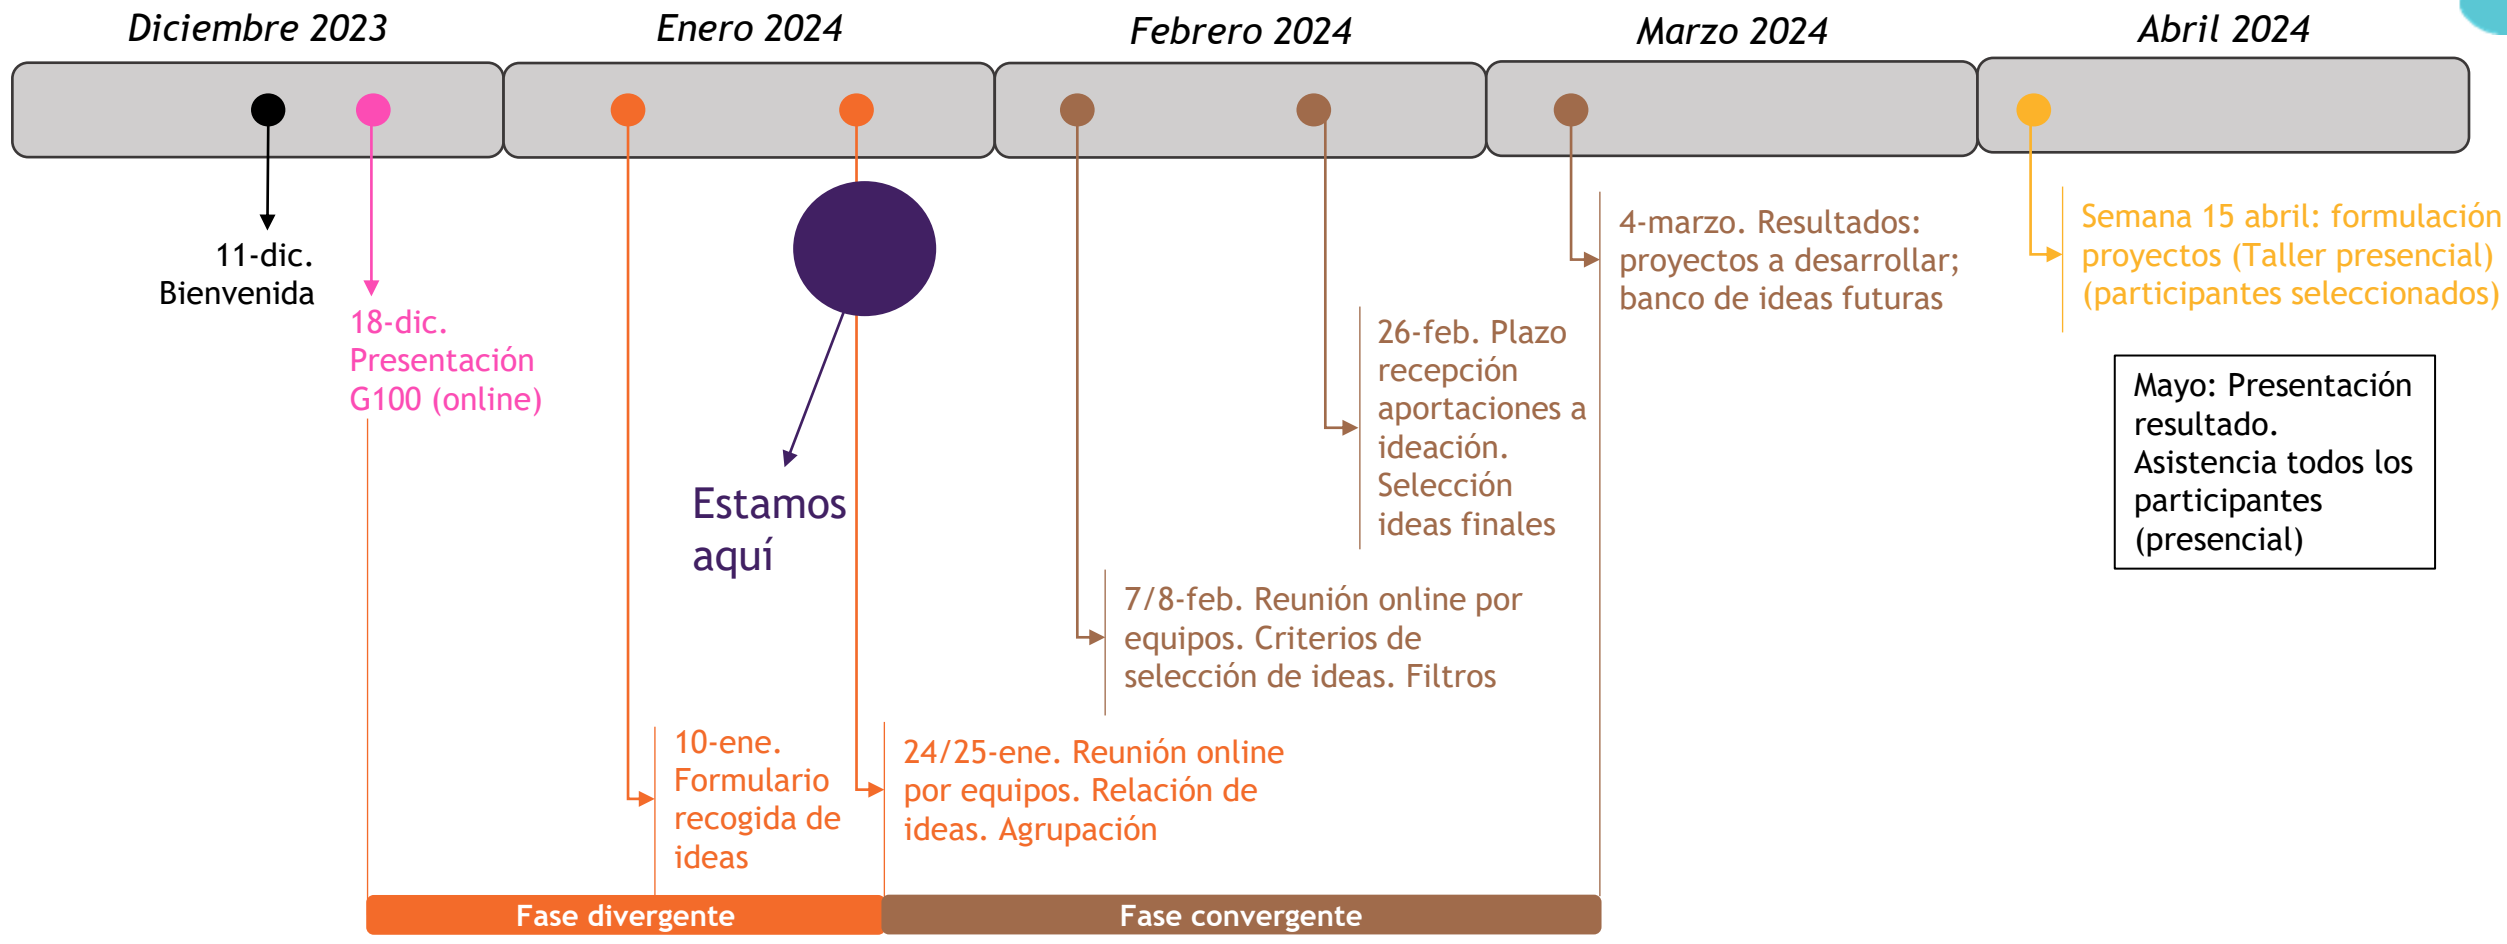 Diciembre 2023
Enero 2024
Febrero 2024
Marzo 2024
Abril 2024
11-dic.
Bienvenida
18-dic.
Presentación
G100 (online)
Estamos
aquí
10-ene.
Formulario
recogida de
ideas
24/25-ene. Reunión online
por equipos. Relación de
ideas. Agrupación
7/8-feb. Reunión online por
equipos. Criterios de
selección de ideas. Filtros
26-feb. Plazo
recepción
aportaciones a
ideación.
Selección
ideas finales
4-marzo. Resultados:
proyectos a desarrollar;
banco de ideas futuras
Semana 15 abril: formulación
proyectos (Taller presencial)
(participantes seleccionados)
Mayo: Presentación
resultado.
Asistencia todos los
participantes
(presencial)
Fase divergente
Fase convergente